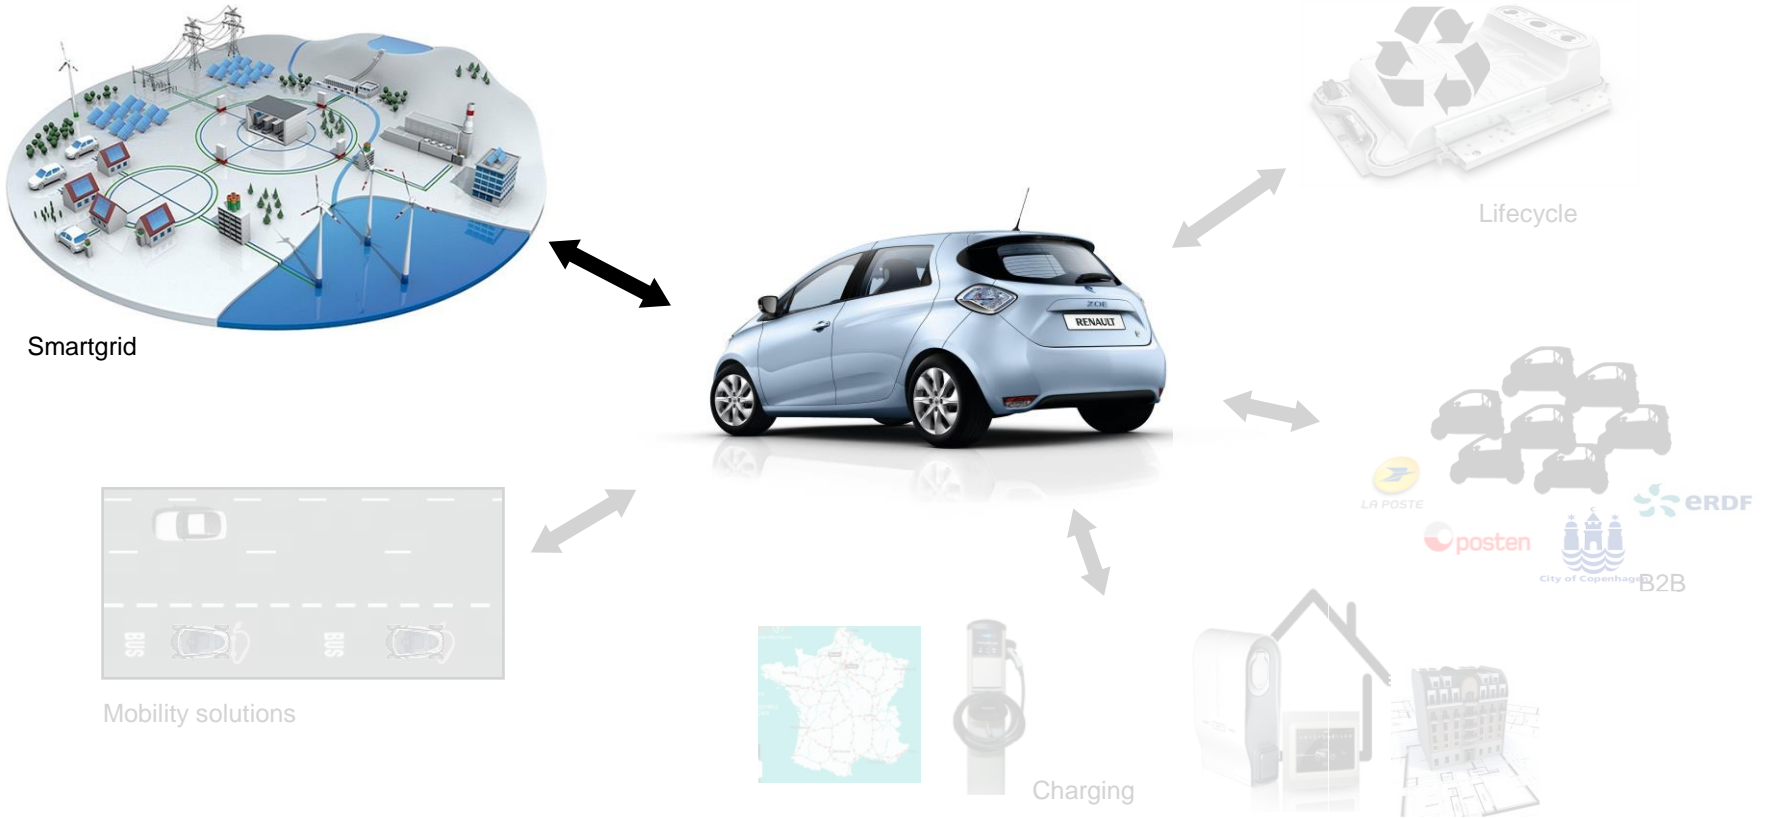 Lifecycle
ZOE
RENAULT
Smartgrid
LA POSTE
eRDF
posten
City of Copenhagen
B2B
BUS
BUS
Mobility solutions
Charging